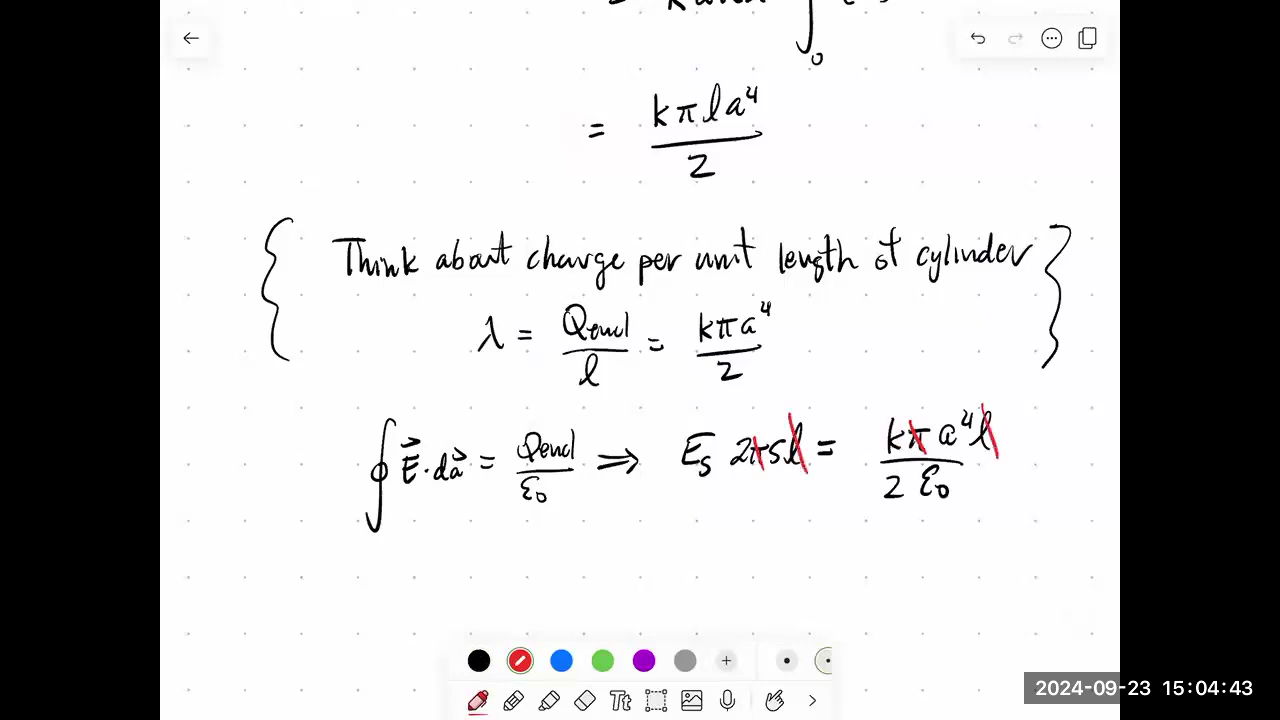 = kπla⁴/2
Think about charge per unit length of cylinder
λ = Qencl/l = kπa⁴/2
∮ E⃗·da⃗ = Qencl/ε₀ ⇒ Eₛ 2πsl = kπa⁴l/2ε₀
Tt
2024-09-23 15:04:43